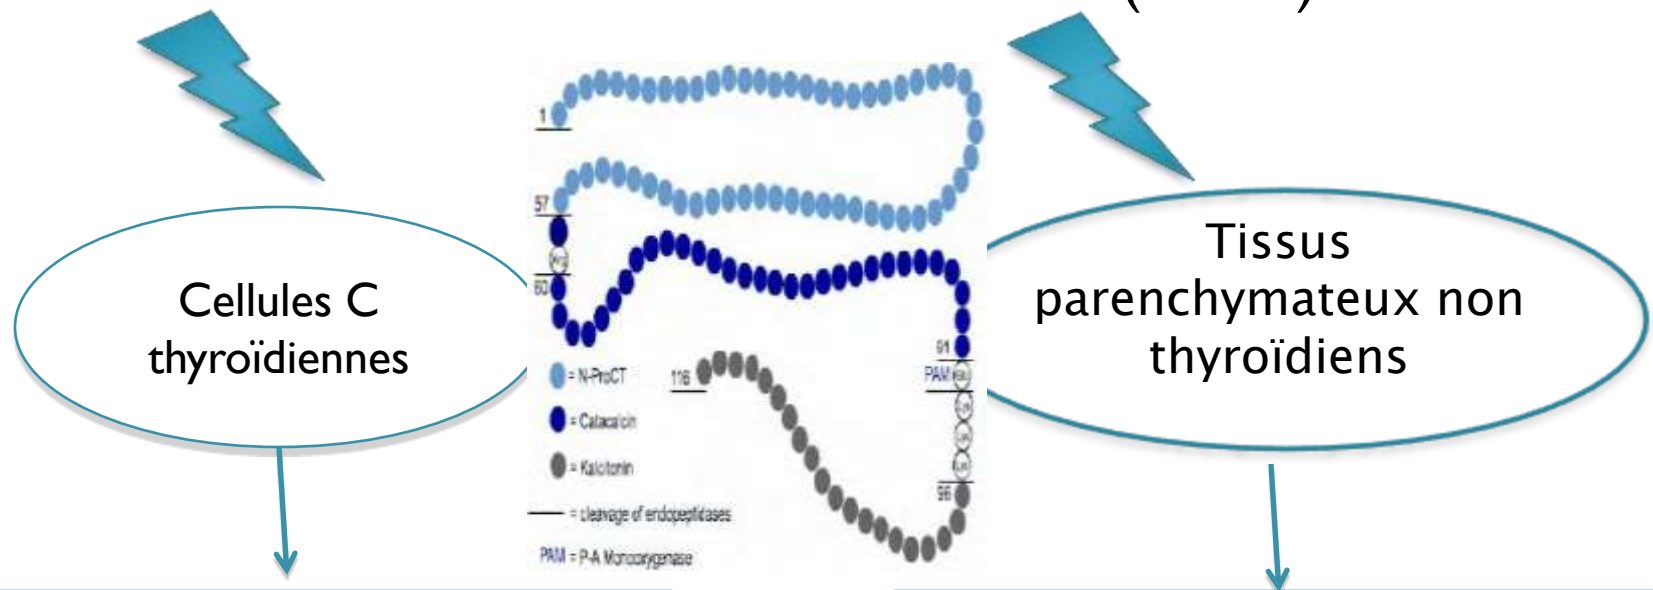 Cellules C
thyroïdiennes
1
57
60
= N-ProCT
= Catacalcin
= Kalcitonin
= cleavage of endopeptidases
PAM = P-A Monooxygenase
116
91
PAM
96
Tissus
parenchymateux non
thyroïdiens